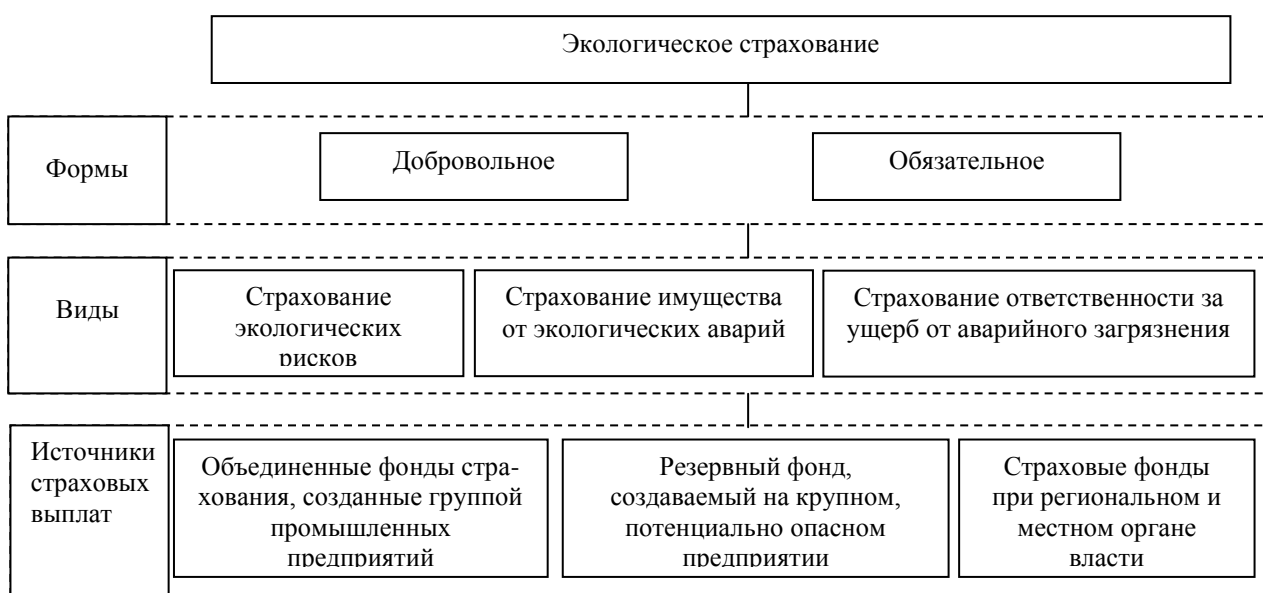 Экологическое страхование
Формы
Добровольное
Обязательное
Виды
Страхование
экологических
рисков
Страхование имущества
от экологических аварий
Страхование ответственности за
ущерб от аварийного загрязнения
Источники
страховых
выплат
Объединенные фонды стра-
хования, созданные группой
промышленных
предприятий
Резервный фонд,
создаваемый на крупном,
потенциально опасном
предприятии
Страховые фонды
при региональном и
местном органе
власти